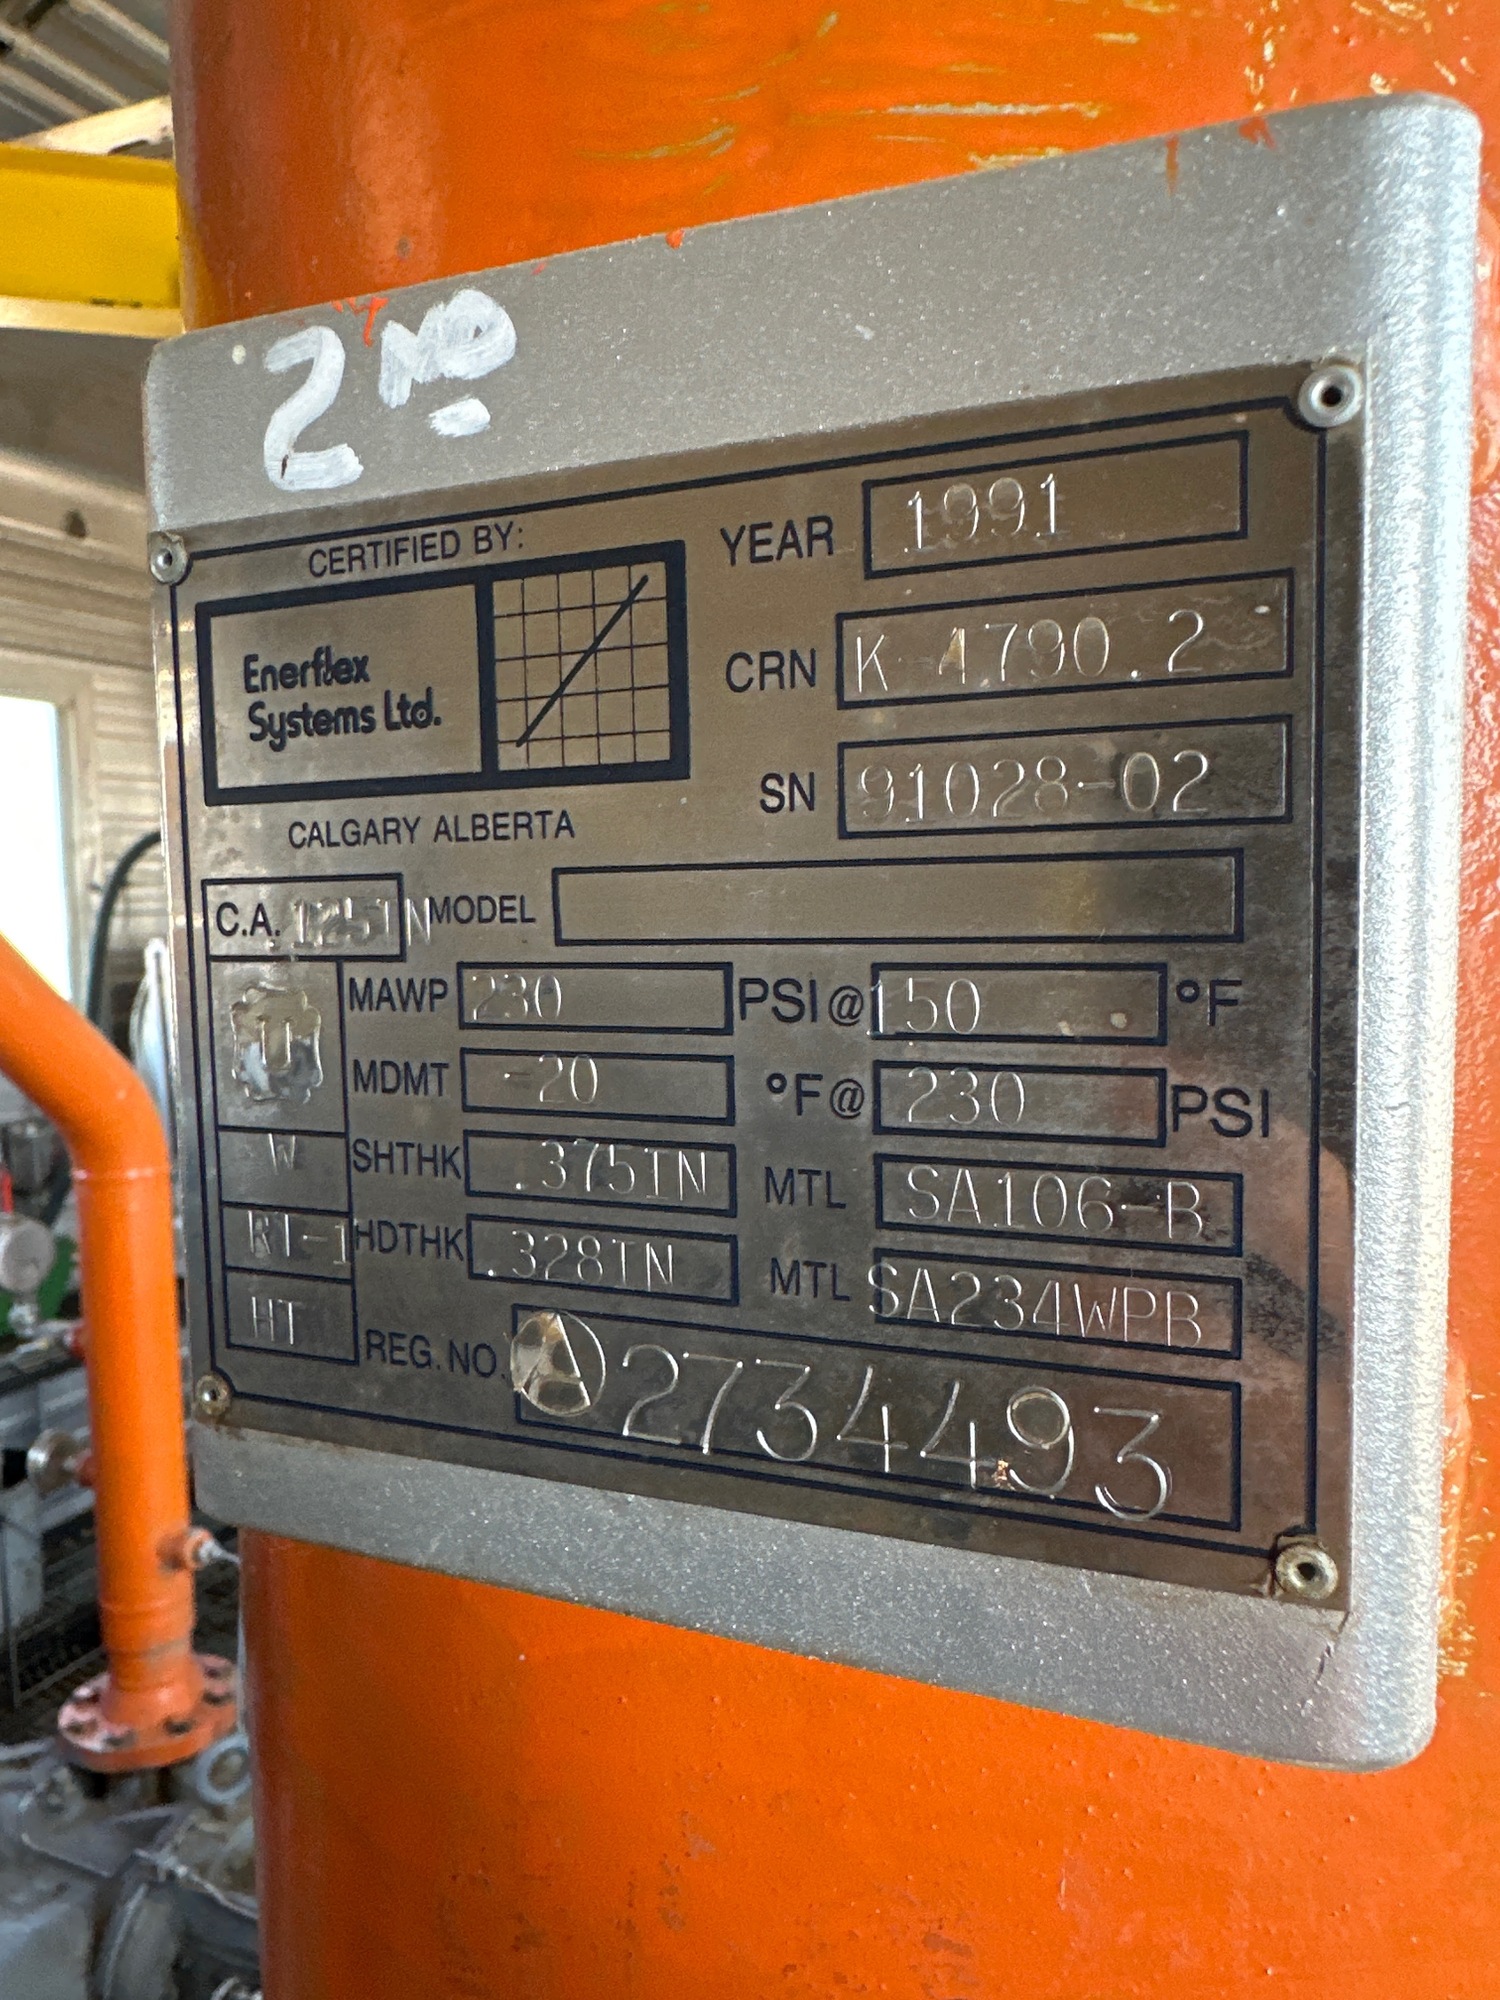 2ND
CERTIFIED BY:
Enerflex
Systems Ltd.
CALGARY ALBERTA
YEAR 1991
CRN K 4790.2
SN 91028-02
C.A. .125IN MODEL
U
W
RT-1
HT
MAWP 230 PSI @ 150 °F
MDMT -20 °F @ 230 PSI
SHTHK .375IN MTL SA106-B
HDTHK .328IN MTL SA234WPB
REG. NO. A 2734493